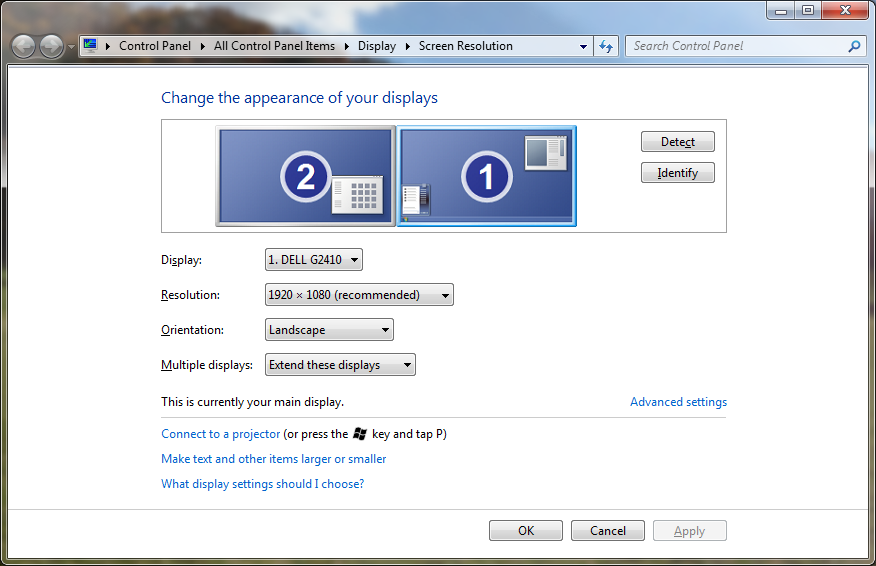 Control Panel All Control Panel Items Display Screen Resolution Search Control Panel
Change the appearance of your displays
2 1
Detect
Identify
Display: 1. DELL G2410
Resolution: 1920 × 1080 (recommended)
Orientation: Landscape
Multiple displays: Extend these displays
This is currently your main display. Advanced settings
Connect to a projector (or press the key and tap P)
Make text and other items larger or smaller
What display settings should I choose?
OK Cancel Apply